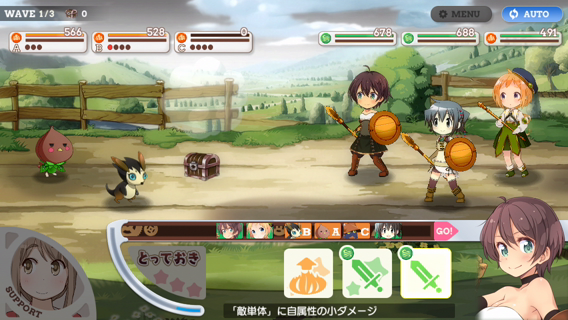 WAVE 1/3 0
MENU
AUTO
566
A
528
B
0
C
678
688
491
B A C GO!
とっておき
SUPPORT
「敵単体」に自属性の小ダメージ